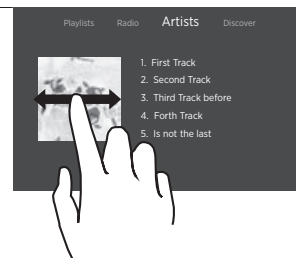 Playlists Radio Artists Discover
1. First Track
2. Second Track
3. Third Track before
4. Forth Track
5. Is not the last